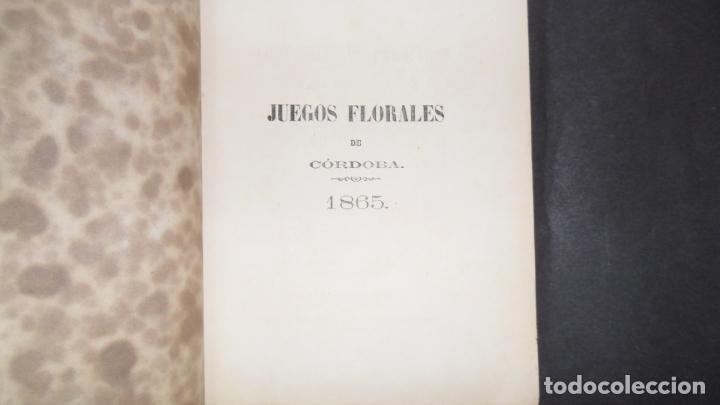 JUEGOS FLORALES
DE
CÓRDOBA.
1865.
todocoleccion